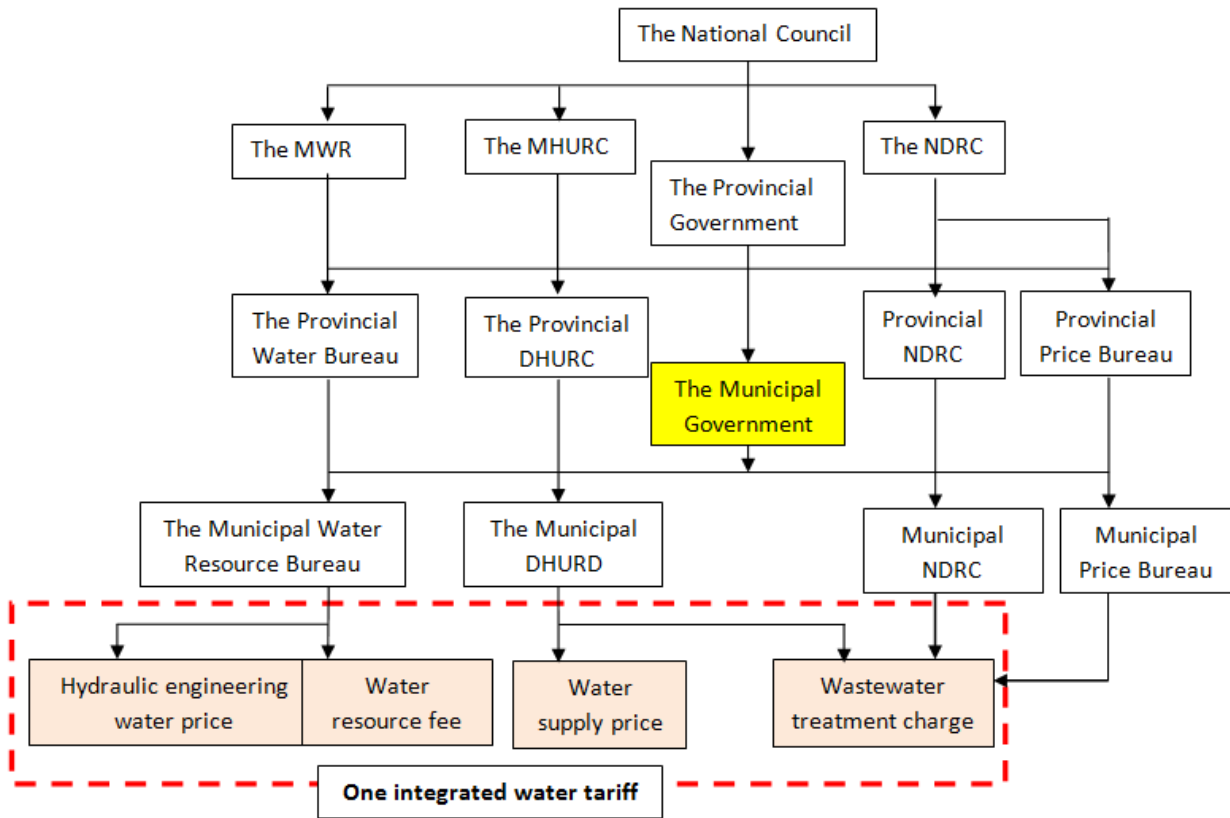 The National Council
The MWR
The MHURC
The NDRC
The Provincial
Government
The Provincial
Water Bureau
The Provincial
DHURC
Provincial
NDRC
Provincial
Price Bureau
The Municipal
Government
The Municipal Water
Resource Bureau
The Municipal
DHURD
Municipal
NDRC
Municipal
Price Bureau
Hydraulic engineering
water price
Water
resource fee
Water
supply price
Wastewater
treatment charge
One integrated water tariff